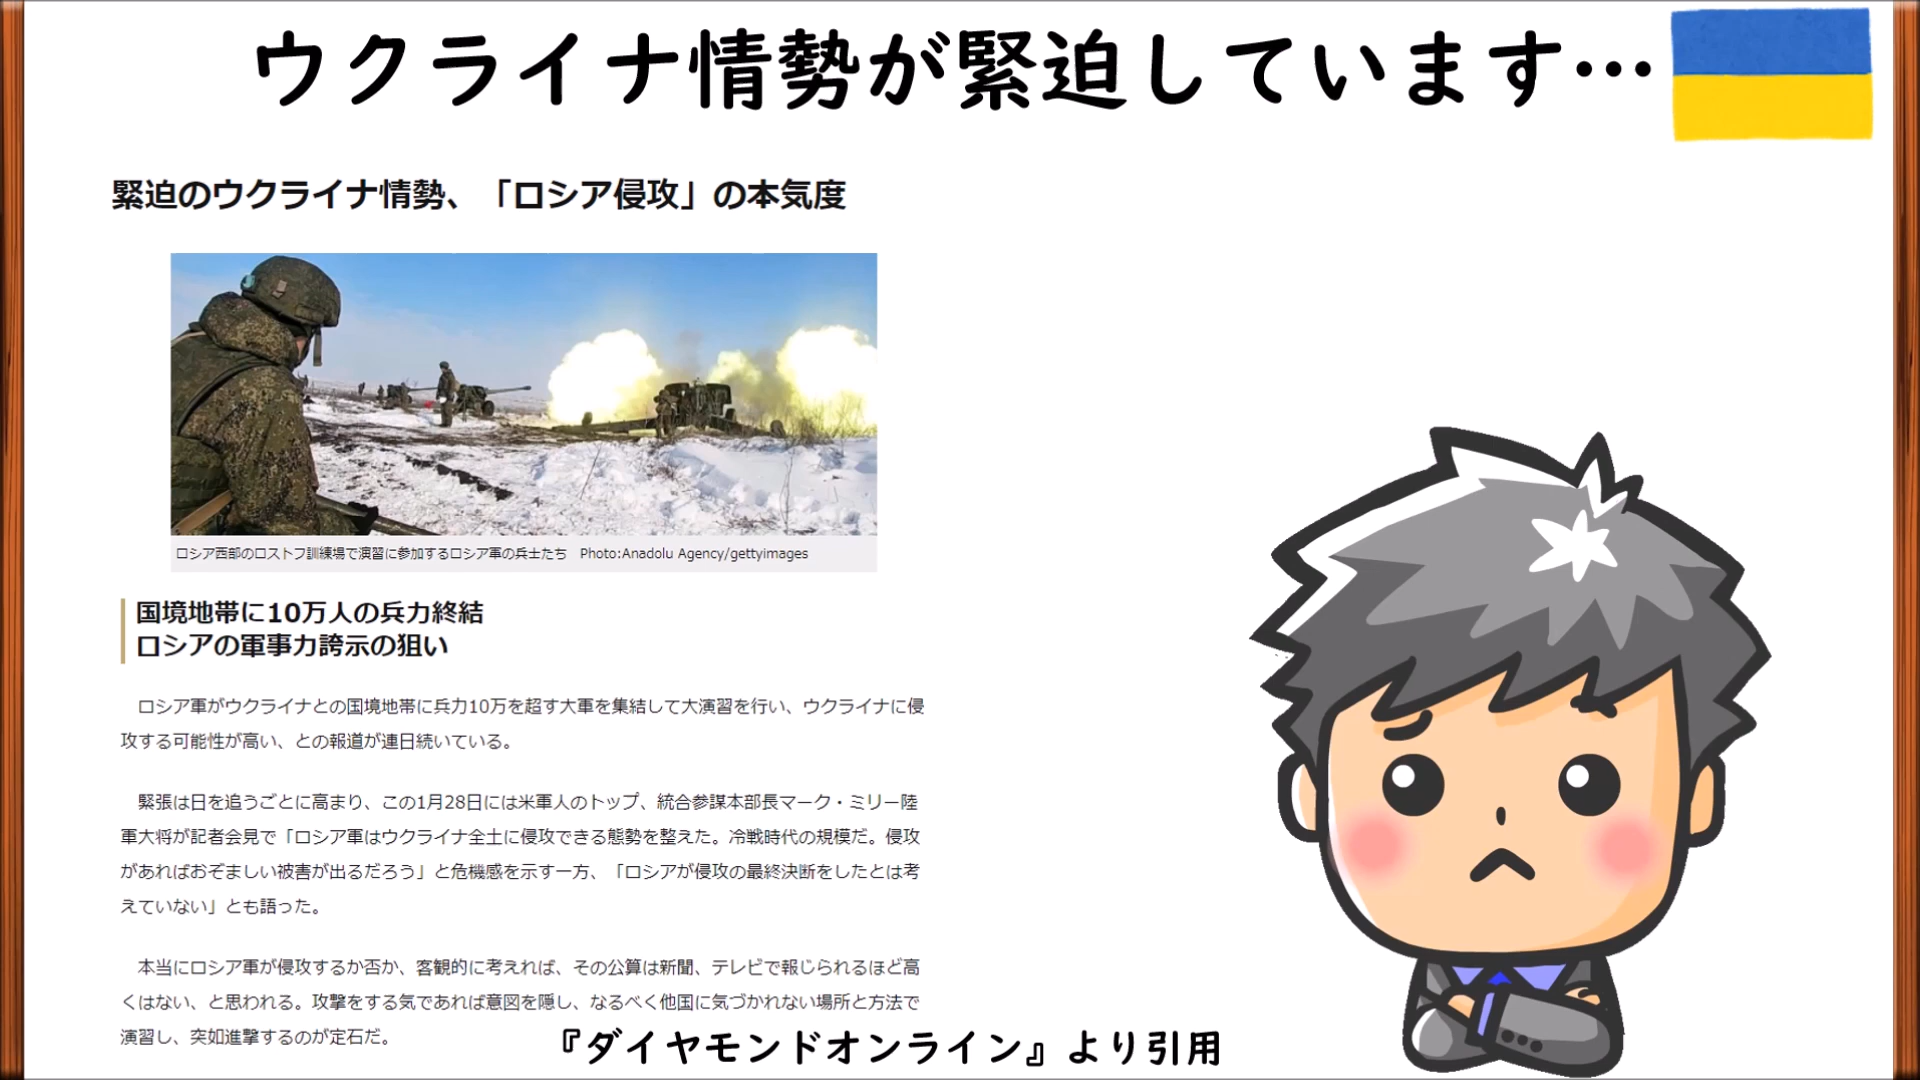 ウクライナ情勢が緊迫しています…
緊迫のウクライナ情勢、「ロシア侵攻」の本気度
ロシア西部のロストフ訓練場で演習に参加するロシア軍の兵士たち Photo:Anadolu Agency/gettyimages
国境地帯に10万人の兵力終結
ロシアの軍事力誇示の狙い
ロシア軍がウクライナとの国境地帯に兵力10万を超す大軍を集結して大演習を行い、ウクライナに侵
攻する可能性が高い、との報道が連日続いている。
緊張は日を追うごとに高まり、この1月28日には米軍人のトップ、統合参謀本部長マーク・ミリー陸
軍大将が記者会見で「ロシア軍はウクライナ全土に侵攻できる態勢を整えた。冷戦時代の規模だ。侵攻
があればおぞましい被害が出るだろう」と危機感を示す一方、「ロシアが侵攻の最終決断をしたとは考
えていない」とも語った。
本当にロシア軍が侵攻するか否か、客観的に考えれば、その公算は新聞、テレビで報じられるほど高
くはない、と思われる。攻撃をする気であれば意図を隠し、なるべく他国に気づかれない場所と方法で
演習し、突如進撃するのが定石だ。
『ダイヤモンドオンライン』より引用